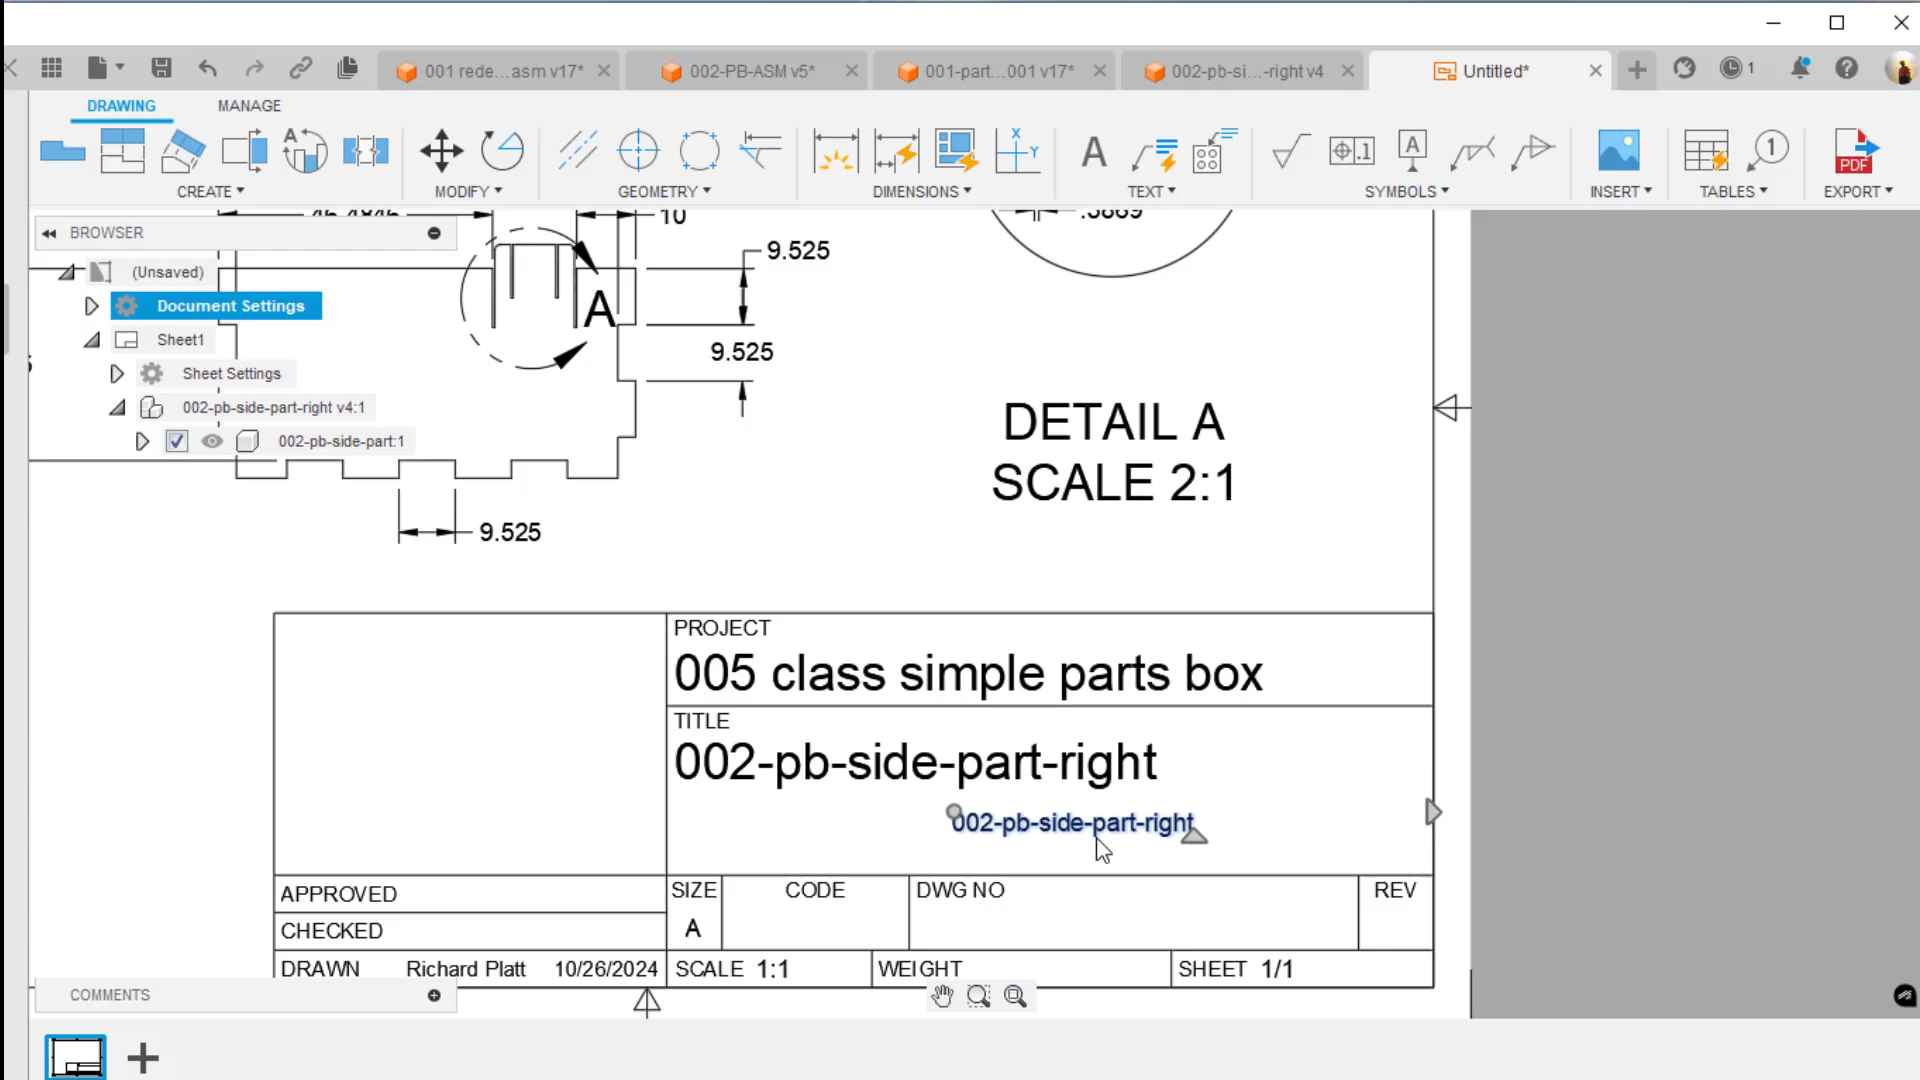 001 rede...asm v17*
002-PB-ASM v5*
001-part...001 v17*
002-pb-si...-right v4
Untitled*
1
DRAWING
MANAGE
CREATE
MODIFY
GEOMETRY
DIMENSIONS
TEXT
SYMBOLS
INSERT
TABLES
EXPORT
BROWSER
(Unsaved)
Document Settings
Sheet1
Sheet Settings
002-pb-side-part-right v4:1
002-pb-side-part:1
10
9.525
9.525
9.525
A
DETAIL A
SCALE 2:1
PROJECT
005 class simple parts box
TITLE
002-pb-side-part-right
002-pb-side-part-right
APPROVED
CHECKED
DRAWN Richard Platt 10/26/2024
SIZE
A
CODE
DWG NO
REV
SCALE 1:1
WEIGHT
SHEET 1/1
COMMENTS